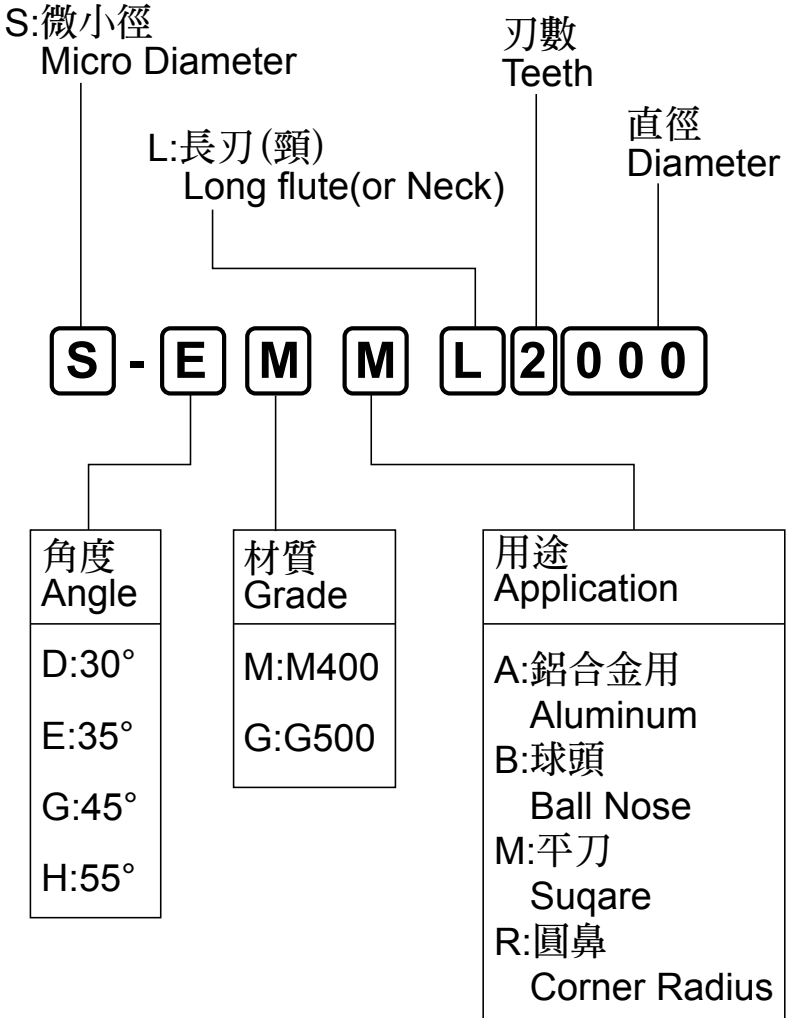 S:微小徑
Micro Diameter
刃數
Teeth
L:長刃(頸)
Long flute(or Neck)
直徑
Diameter
S - E M M L 2 0 0 0
角度
Angle
D:30°
E:35°
G:45°
H:55°
材質
Grade
M:M400
G:G500
用途
Application
A:鋁合金用
Aluminum
B:球頭
Ball Nose
M:平刀
Suqare
R:圓鼻
Corner Radius